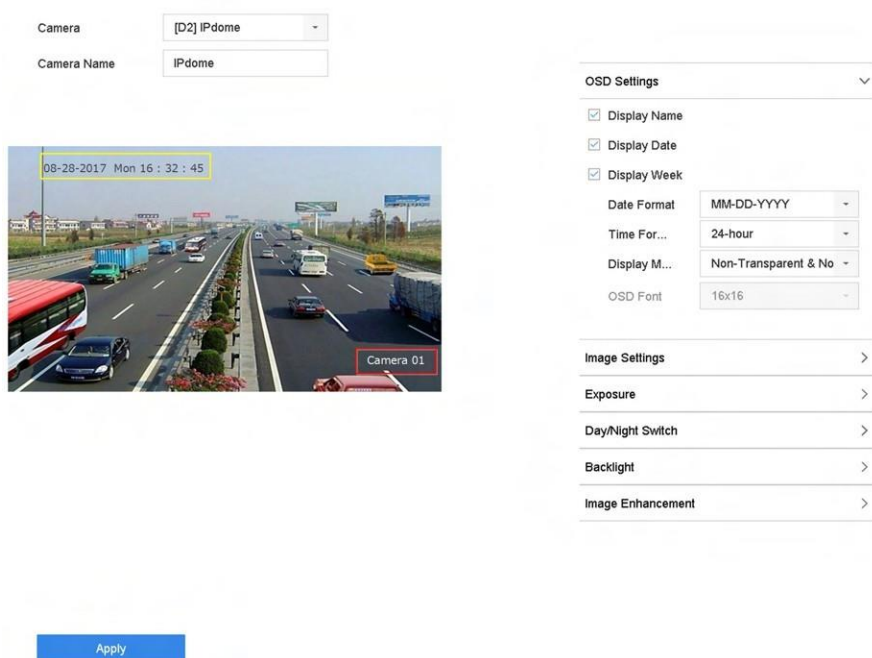 Camera
[D2] IPdome
Camera Name
IPdome
08-28-2017 Mon 16 : 32 : 45
Camera 01
OSD Settings
Display Name
Display Date
Display Week
Date Format
MM-DD-YYYY
Time For...
24-hour
Display M...
Non-Transparent & No
OSD Font
16x16
Image Settings
Exposure
Day/Night Switch
Backlight
Image Enhancement
Apply